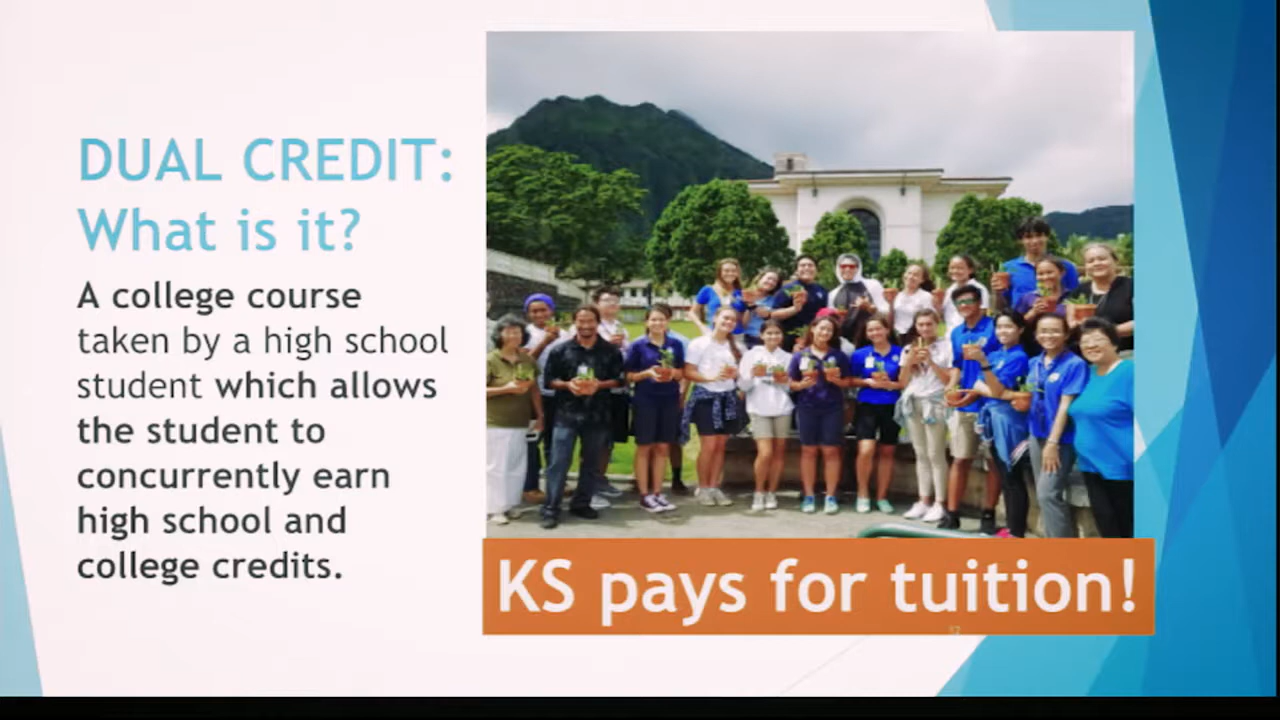 DUAL CREDIT:
What is it?
A college course
taken by a high school
student which allows
the student to
concurrently earn
high school and
college credits.
KS pays for tuition!
12